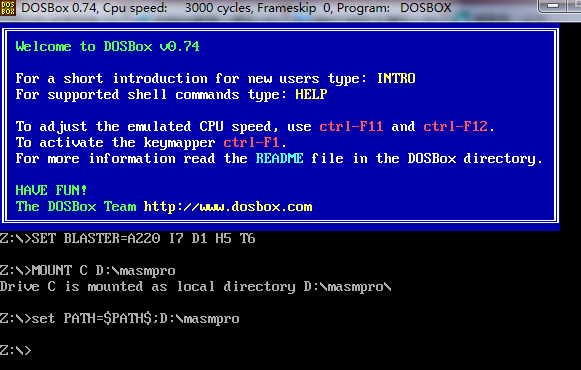 DOSBox 0.74, Cpu speed:    3000 cycles, Frameskip  0, Program:   DOSBOX
Welcome to DOSBox v0.74
For a short introduction for new users type: INTRO
For supported shell commands type: HELP
To adjust the emulated CPU speed, use ctrl-F11 and ctrl-F12.
To activate the keymapper ctrl-F1.
For more information read the README file in the DOSBox directory.
HAVE FUN!
The DOSBox Team http://www.dosbox.com
Z:\>SET BLASTER=A220 I7 D1 H5 T6
Z:\>MOUNT C D:\masmpro
Drive C is mounted as local directory D:\masmpro\
Z:\>set PATH=$PATH$;D:\masmpro
Z:\>